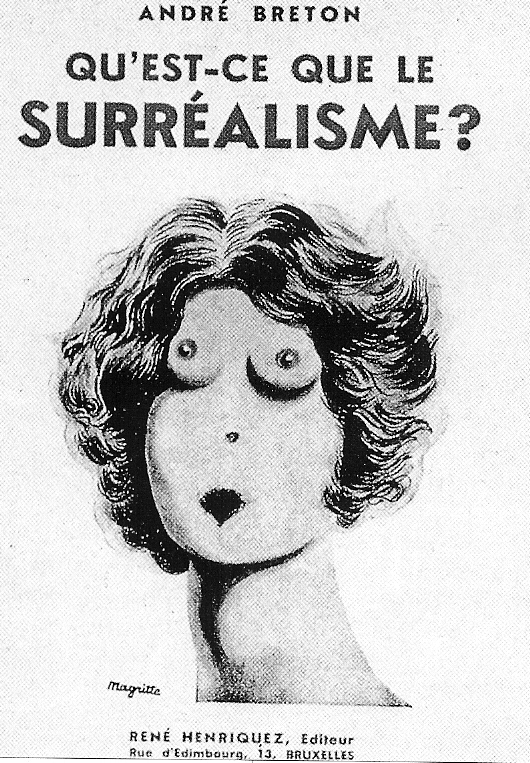 ANDRÉ BRETON
QU'EST-CE QUE LE
SURRÉALISME?
Magritte
RENÉ HENRIQUEZ, Editeur
Rue d'Edimbourg, 13, BRUXELLES